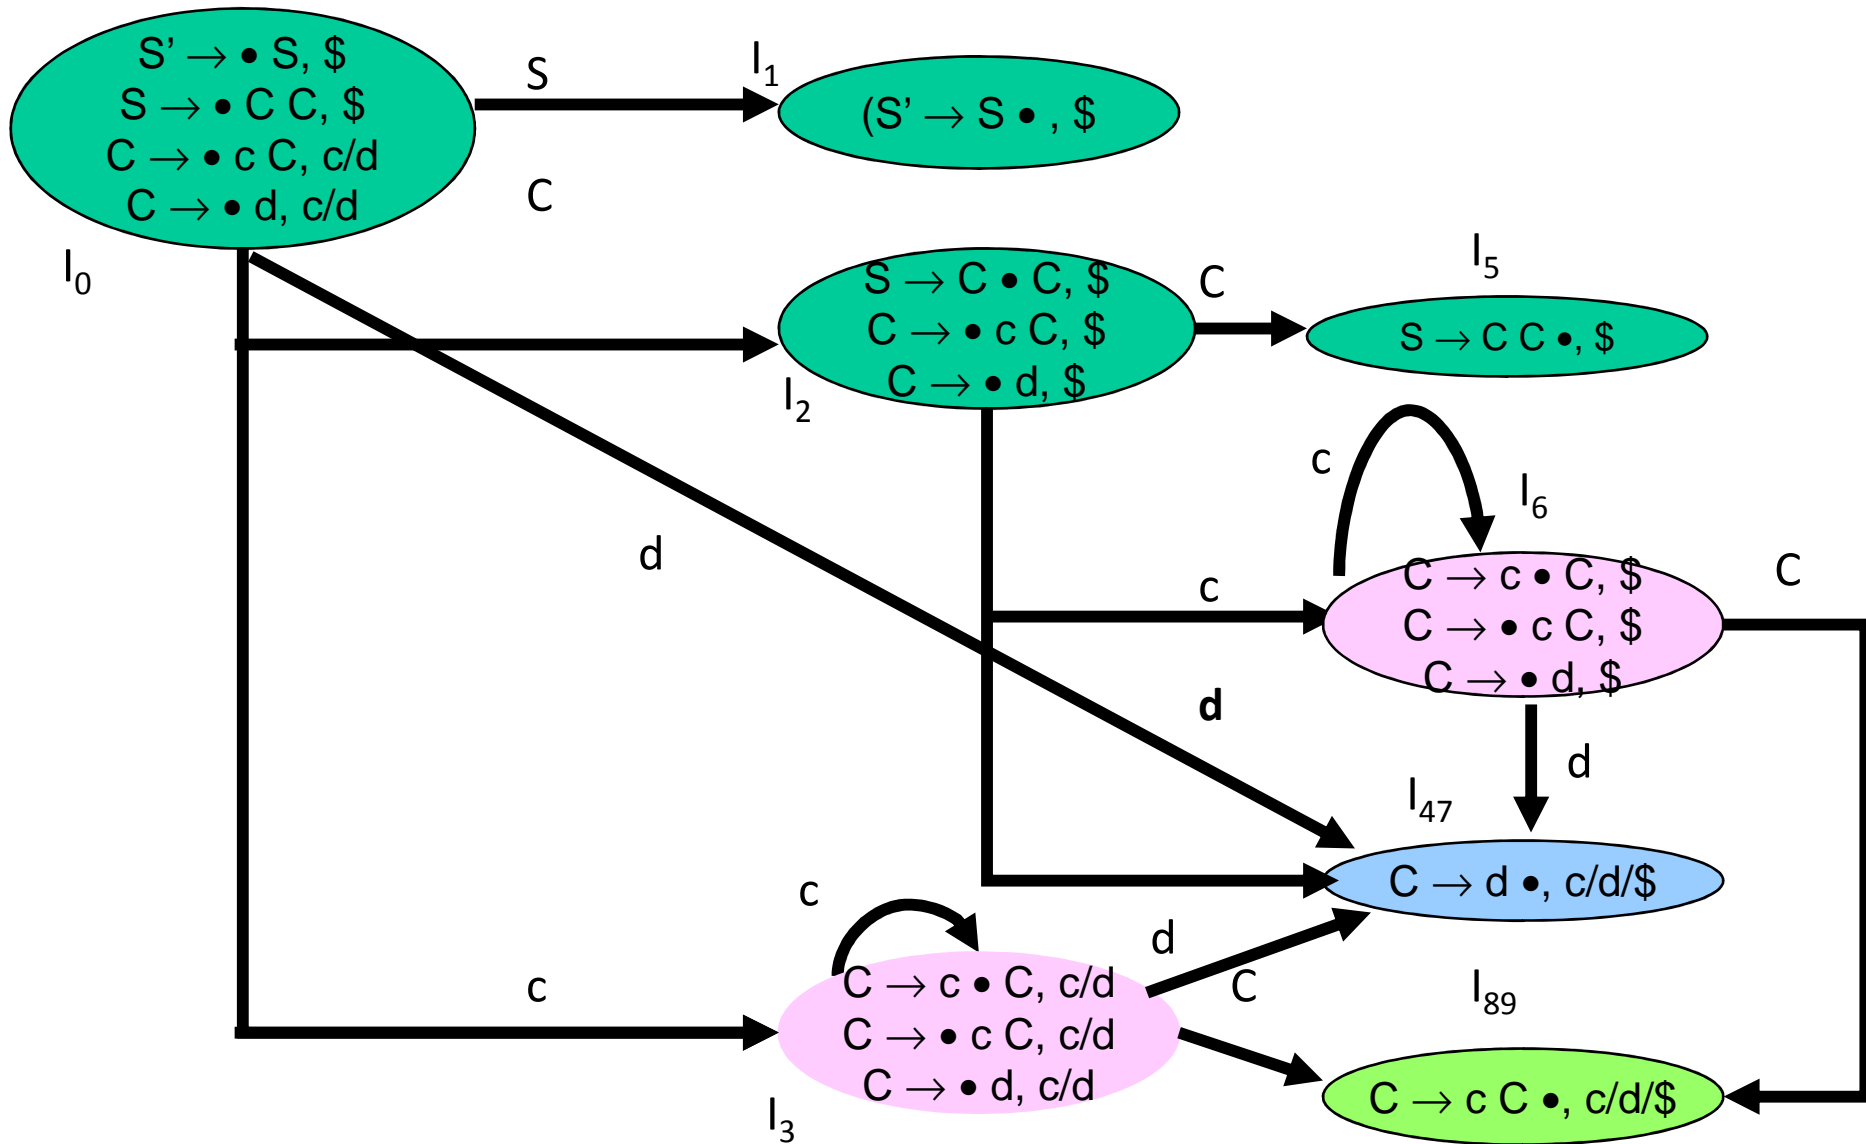 S’ → • S, $
S → • C C, $
C → • c C, c/d
C → • d, c/d
I0
S
I1
(S’ → S • , $
C
S → C • C, $
C → • c C, $
C → • d, $
I2
C
I5
S → C C •, $
d
c
c
I6
C → c • C, $
C → • c C, $
C → • d, $
C
d
d
I47
C → d •, c/d/$
c
c
C → c • C, c/d
C → • c C, c/d
C → • d, c/d
I3
d
C
I89
C → c C •, c/d/$